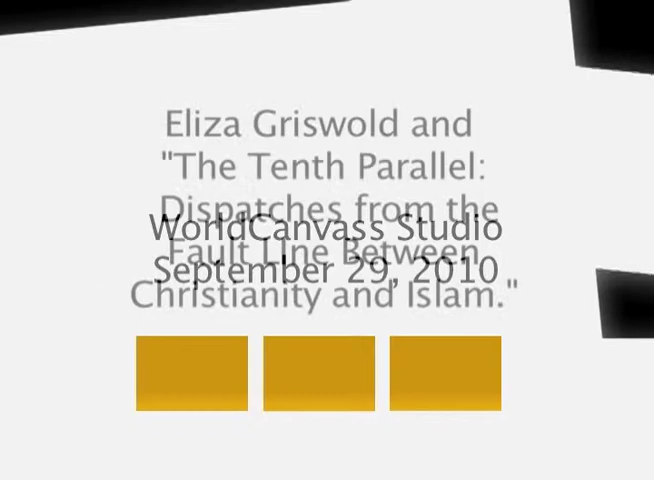 Eliza Griswold and
"The Tenth Parallel:
Dispatches from the
Fault Line Between
Christianity and Islam."
WorldCanvass Studio
September 29, 2010